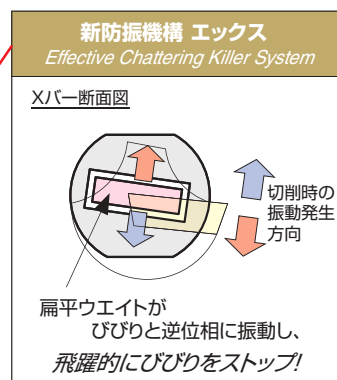 新防振機構 エックス
Effective Chattering Killer System
Xバー断面図
切削時の
振動発生
方向
扁平ウエイトが
びびりと逆位相に振動し、
飛躍的にびびりをストップ!